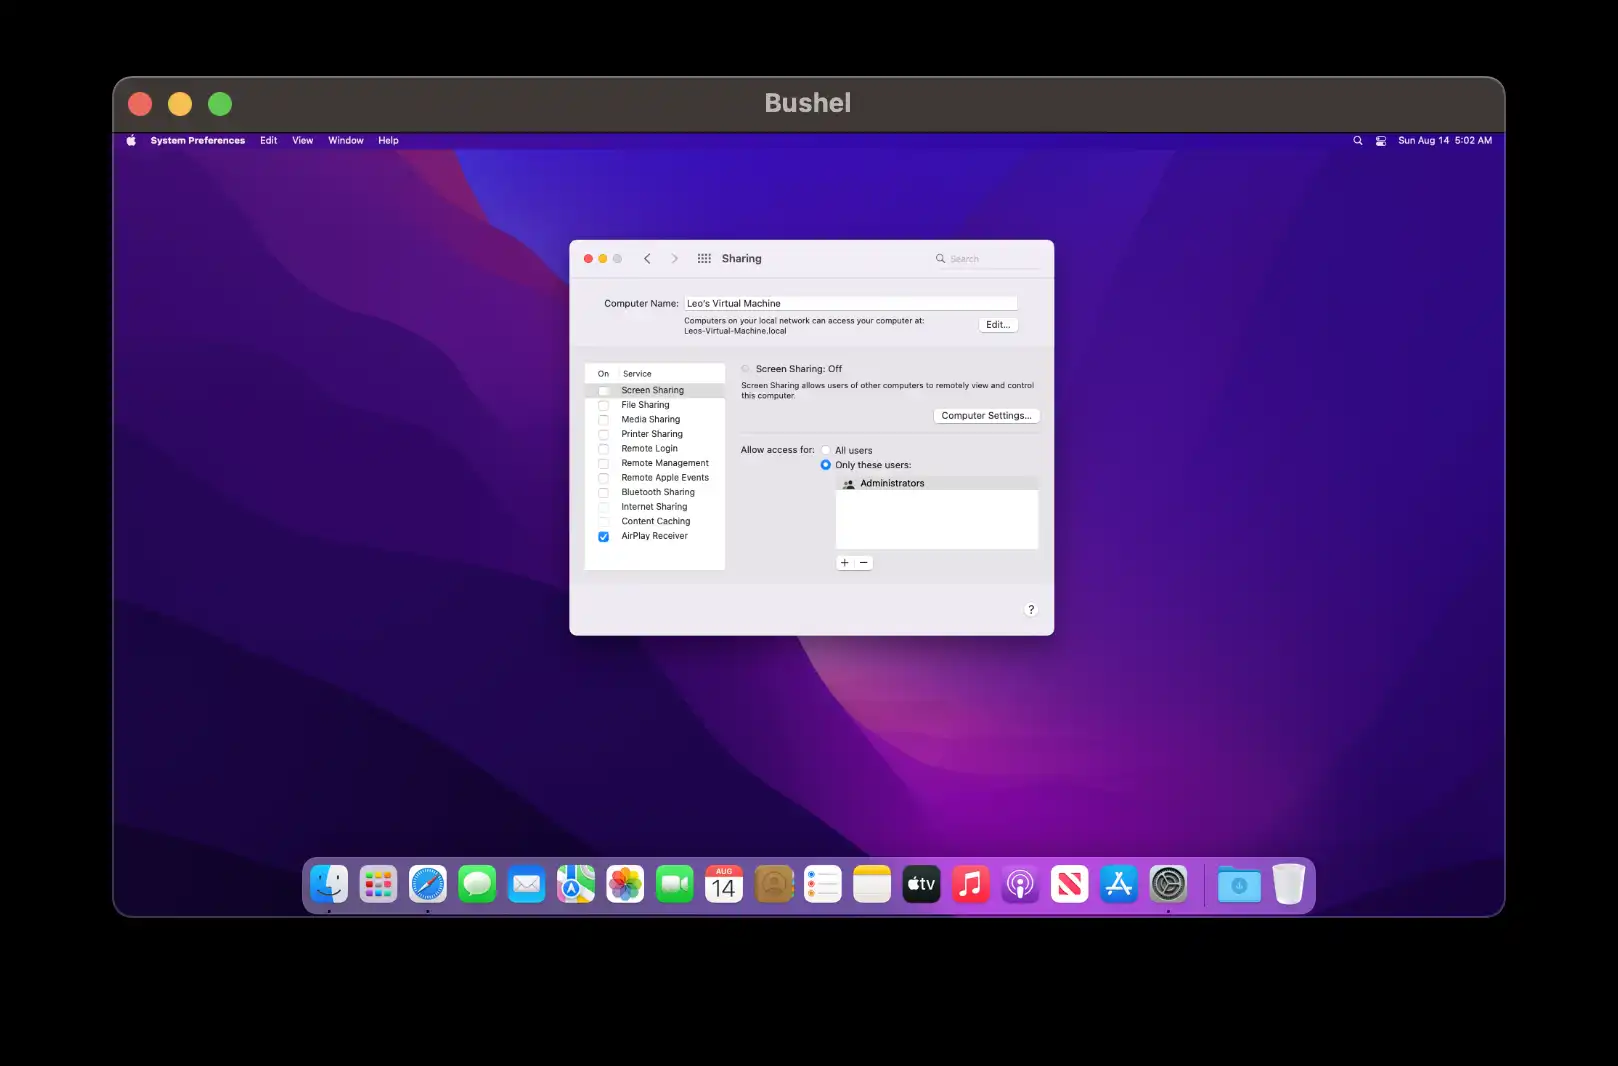 Bushel
System Preferences Edit View Window Help
Sun Aug 14 5:02 AM
Sharing
Search
Computer Name: Leo's Virtual Machine
Computers on your local network can access your computer at:
Leos-Virtual-Machine.local
Edit...
On Service
Screen Sharing
File Sharing
Media Sharing
Printer Sharing
Remote Login
Remote Management
Remote Apple Events
Bluetooth Sharing
Internet Sharing
Content Caching
AirPlay Receiver
Screen Sharing: Off
Screen Sharing allows users of other computers to remotely view and control
this computer.
Computer Settings...
Allow access for: All users
Only these users:
Administrators
+ −
?
AUG
14
tv